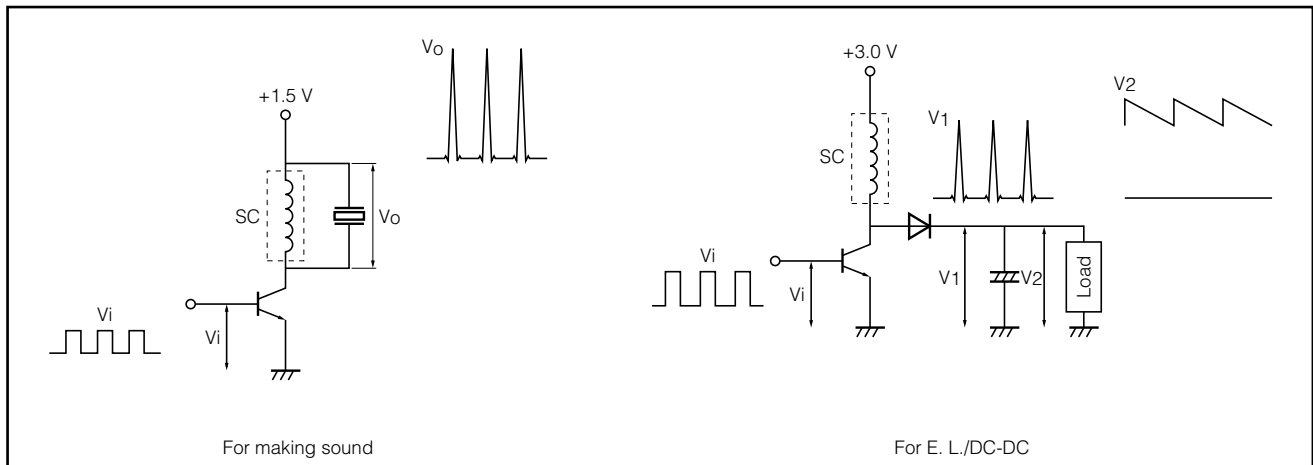 Vo
+1.5 V
SC
Vo
Vi
Vi
For making sound
+3.0 V
V2
V1
SC
Vi
Vi
V1
V2
Load
For E. L./DC-DC